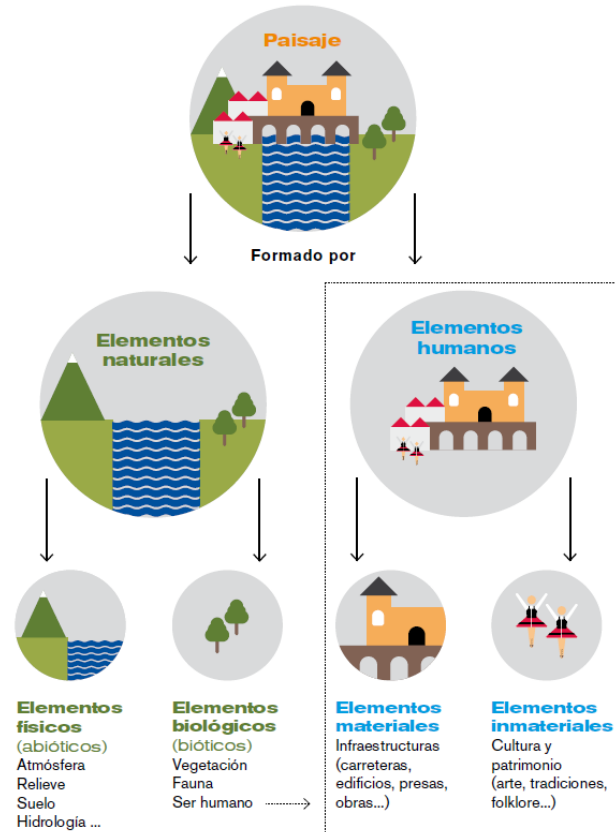 Paisaje
Formado por
Elementos
naturales
Elementos
humanos
Elementos
físicos
(abióticos)
Atmósfera
Relieve
Suelo
Hidrología ...
Elementos
biológicos
(bióticos)
Vegetación
Fauna
Ser humano
Elementos
materiales
Infraestructuras
(carreteras,
edificios, presas,
obras...)
Elementos
inmateriales
Cultura y
patrimonio
(arte, tradiciones,
folklore...)